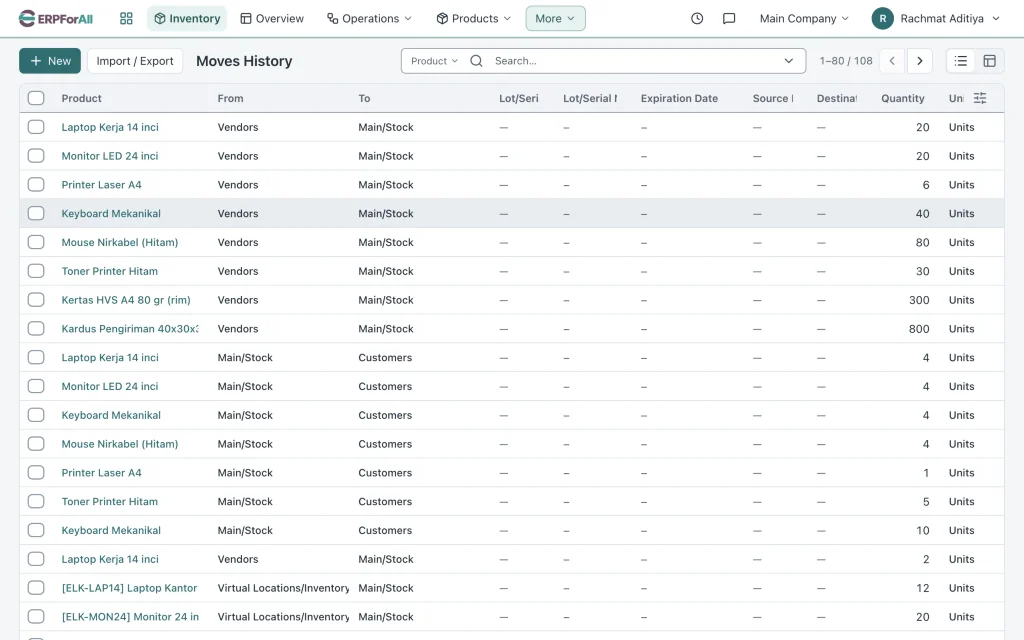 ERPForAll Inventory Overview Operations Products More Main Company R Rachmat Aditiya
New Import / Export Moves History Product Search... 1–80 / 108
Product From To Lot/Seri Lot/Serial Expiration Date Source Destinat Quantity Uni
Laptop Kerja 14 inci Vendors Main/Stock — – – — — 20 Units
Monitor LED 24 inci Vendors Main/Stock — – – — — 20 Units
Printer Laser A4 Vendors Main/Stock — – – — — 6 Units
Keyboard Mekanikal Vendors Main/Stock — – – — — 40 Units
Mouse Nirkabel (Hitam) Vendors Main/Stock — – – — — 80 Units
Toner Printer Hitam Vendors Main/Stock — – – — — 30 Units
Kertas HVS A4 80 gr (rim) Vendors Main/Stock — – – — — 300 Units
Kardus Pengiriman 40x30x Vendors Main/Stock — – – — — 800 Units
Laptop Kerja 14 inci Main/Stock Customers — – – — — 4 Units
Monitor LED 24 inci Main/Stock Customers — – – — — 4 Units
Keyboard Mekanikal Main/Stock Customers — – – — — 4 Units
Mouse Nirkabel (Hitam) Main/Stock Customers — – – — — 4 Units
Printer Laser A4 Main/Stock Customers — – – — — 1 Units
Toner Printer Hitam Main/Stock Customers — – – — — 5 Units
Keyboard Mekanikal Main/Stock Customers — – – — — 10 Units
Laptop Kerja 14 inci Vendors Main/Stock — – – — — 2 Units
[ELK-LAP14] Laptop Kantor Virtual Locations/Inventory Main/Stock — – – — — 12 Units
[ELK-MON24] Monitor 24 in Virtual Locations/Inventory Main/Stock — – – — — 20 Units